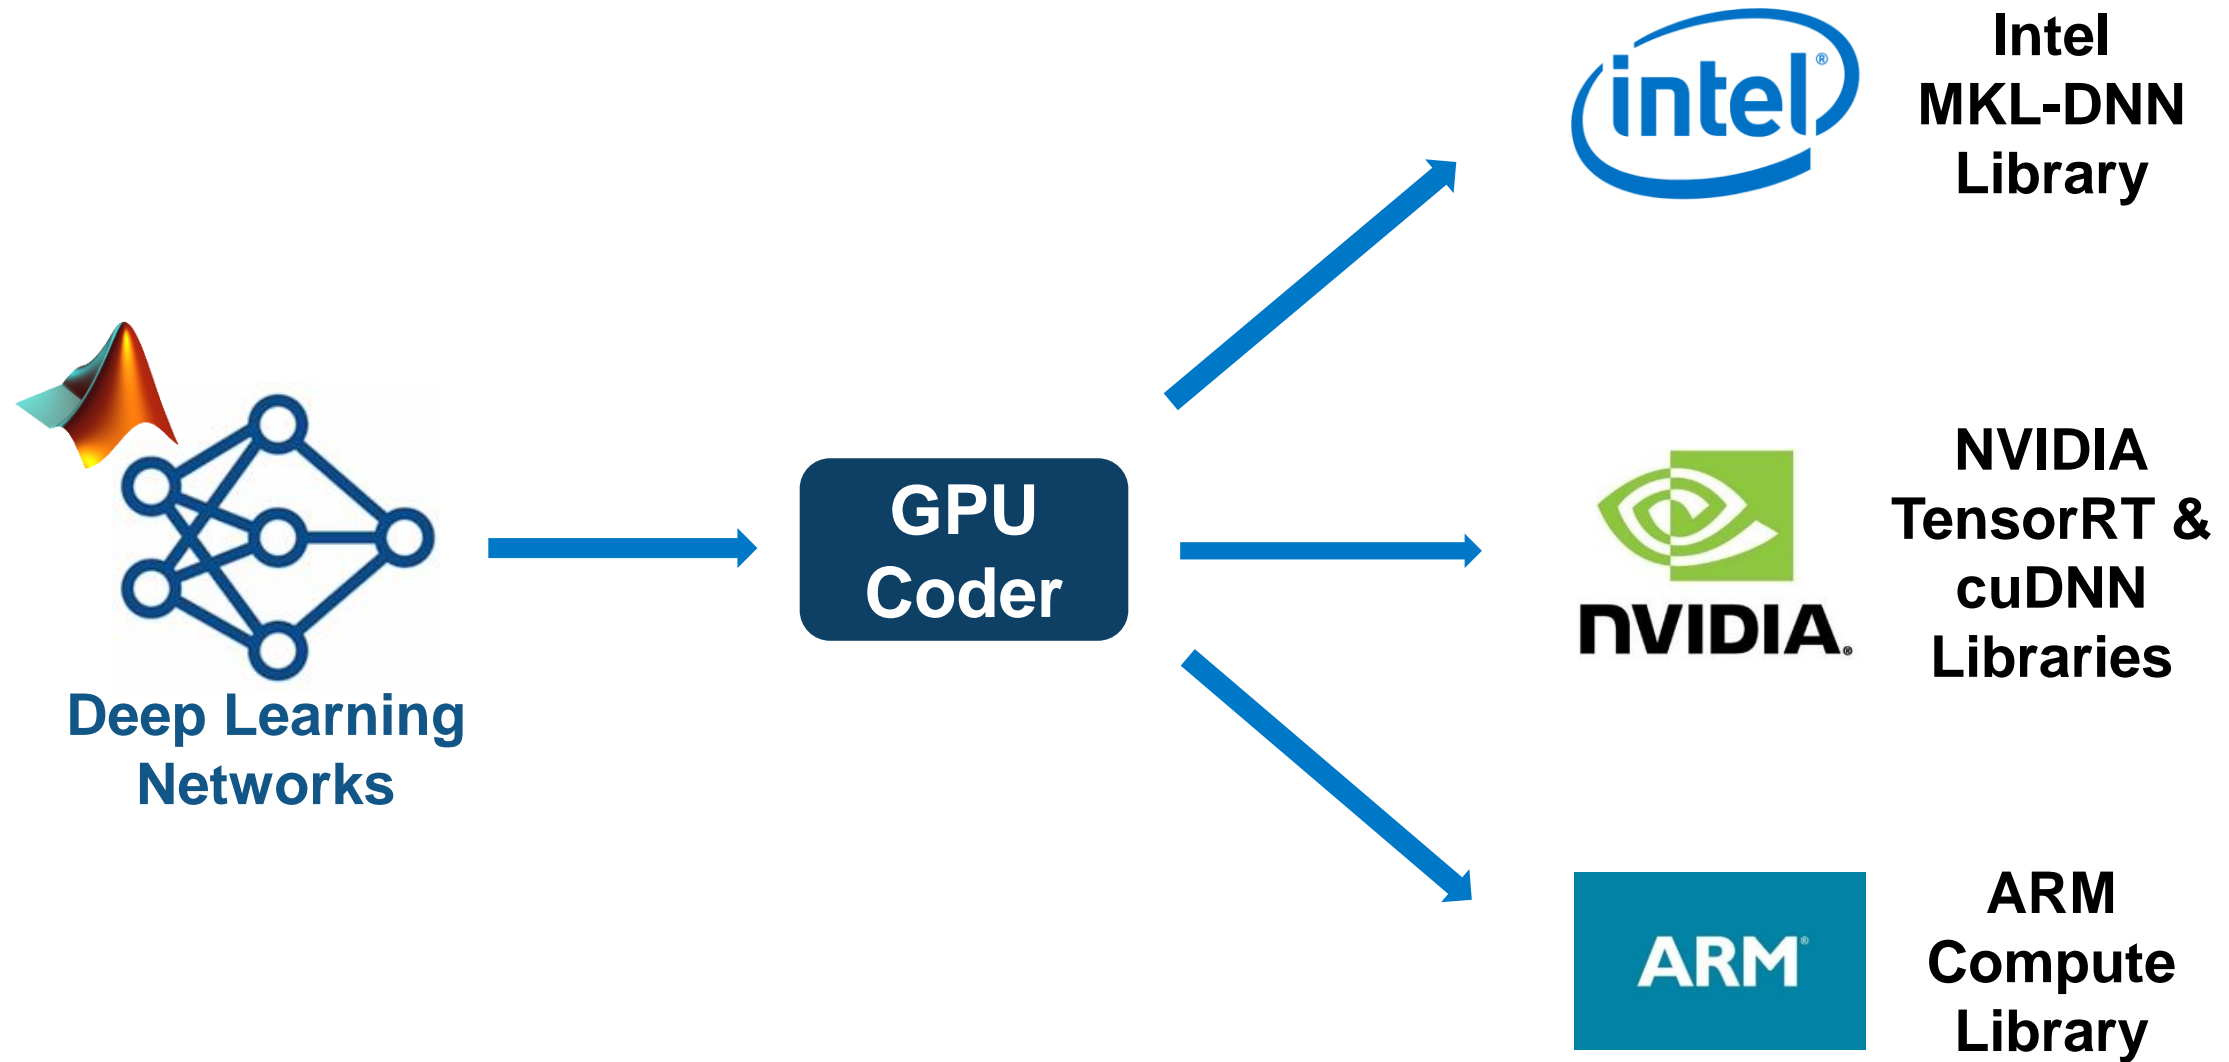 intel®
Intel
MKL-DNN
Library
Deep Learning
Networks
GPU
Coder
NVIDIA®
NVIDIA
TensorRT &
cuDNN
Libraries
ARM®
ARM
Compute
Library